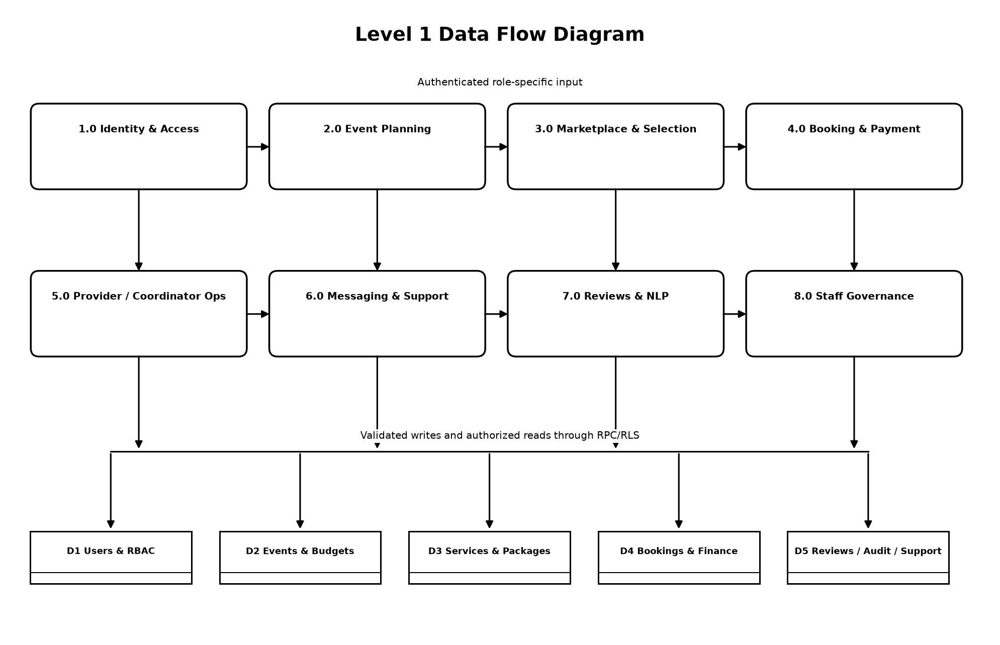 Level 1 Data Flow Diagram
Authenticated role-specific input
1.0 Identity & Access
2.0 Event Planning
3.0 Marketplace & Selection
4.0 Booking & Payment
5.0 Provider / Coordinator Ops
6.0 Messaging & Support
7.0 Reviews & NLP
8.0 Staff Governance
Validated writes and authorized reads through RPC/RLS
D1 Users & RBAC
D2 Events & Budgets
D3 Services & Packages
D4 Bookings & Finance
D5 Reviews / Audit / Support